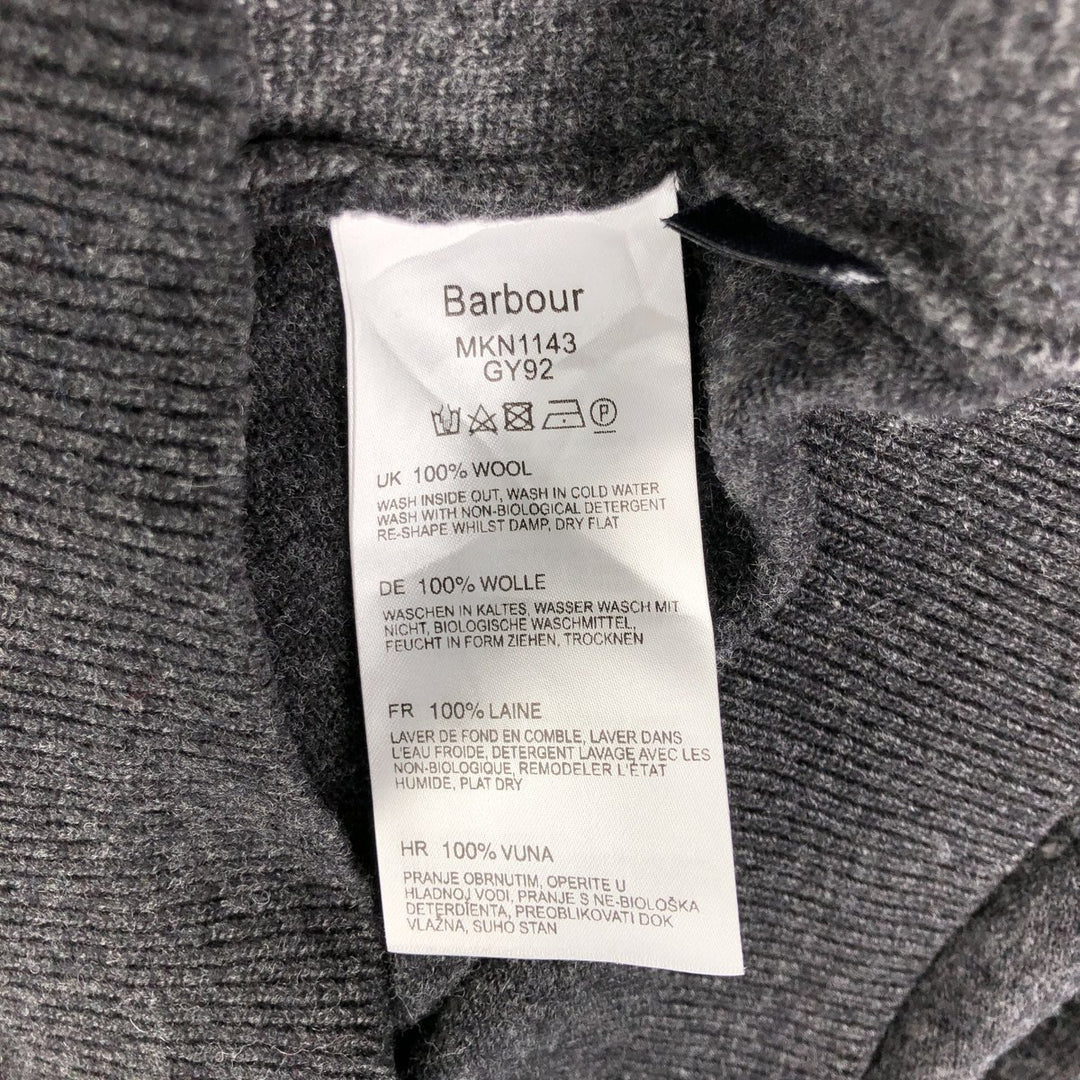 Barbour
MKN1143
GY92
P
UK 100% WOOL
WASH INSIDE OUT, WASH IN COLD WATER
WASH WITH NON-BIOLOGICAL DETERGENT
RE-SHAPE WHILST DAMP, DRY FLAT
DE 100% WOLLE
WASCHEN IN KALTES, WASSER WASCH MIT
NICHT, BIOLOGISCHE WASCHMITTEL,
FEUCHT IN FORM ZIEHEN, TROCKNEN
FR 100% LAINE
LAVER DE FOND EN COMBLE, LAVER DANS
L'EAU FROIDE, DETERGENT LAVAGE AVEC LES
NON-BIOLOGIQUE, REMODELER L'ÉTAT
HUMIDE, PLAT DRY
HR 100% VUNA
PRANJE OBRNUTIM, OPERITE U
HLADNOJ VODI, PRANJE S NE-BIOLOŠKA
DETERDÍENTA, PREOBLIKOVATI DOK
VLAŽNA, SUHO STAN